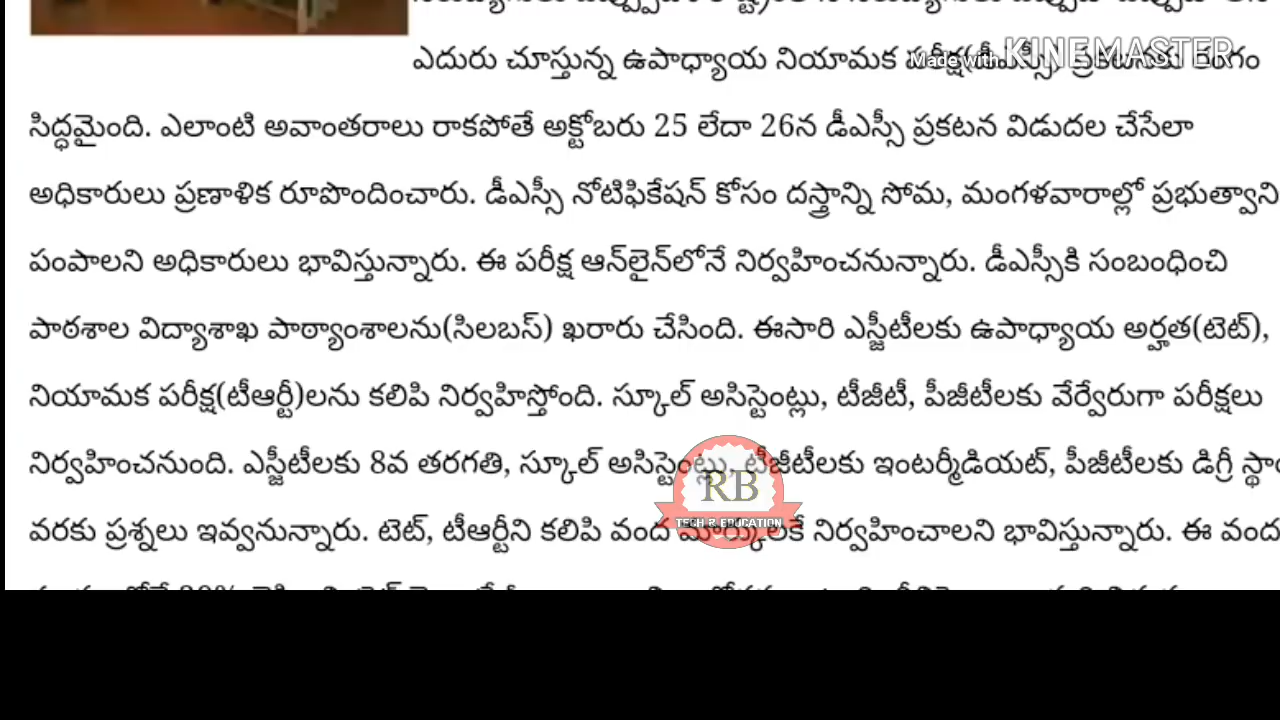 ఎదురు చూస్తున్న ఉపాధ్యాయ నియామక పరీక్ష(డీఎస్సీ) ప్రకటనకు రంగం
Made with KINEMASTER
సిద్ధమైంది. ఎలాంటి అవాంతరాలు రాకపోతే అక్టోబరు 25 లేదా 26న డీఎస్సీ ప్రకటన విడుదల చేసేలా
అధికారులు ప్రణాళిక రూపొందించారు. డీఎస్సీ నోటిఫికేషన్ కోసం దస్త్రాన్ని సోమ, మంగళవారాల్లో ప్రభుత్వాని
పంపాలని అధికారులు భావిస్తున్నారు. ఈ పరీక్ష ఆన్‌లైన్‌లోనే నిర్వహించనున్నారు. డీఎస్సీకి సంబంధించి
పాఠశాల విద్యాశాఖ పాఠ్యాంశాలను(సిలబస్) ఖరారు చేసింది. ఈసారి ఎస్జీటీలకు ఉపాధ్యాయ అర్హత(టెట్),
నియామక పరీక్ష(టీఆర్టీ)లను కలిపి నిర్వహిస్తోంది. స్కూల్ అసిస్టెంట్లు, టీజీటీ, పీజీటీలకు వేర్వేరుగా పరీక్షలు
నిర్వహించనుంది. ఎస్జీటీలకు 8వ తరగతి, స్కూల్ అసిస్టెంట్లు, టీజీటీలకు ఇంటర్మీడియట్, పీజీటీలకు డిగ్రీ
వరకు ప్రశ్నలు ఇవ్వనున్నారు. టెట్, టీఆర్టీని కలిపి వంద మార్కులకే నిర్వహించాలని భావిస్తున్నారు. ఈ వంద
RB
TECH R EDUCATION